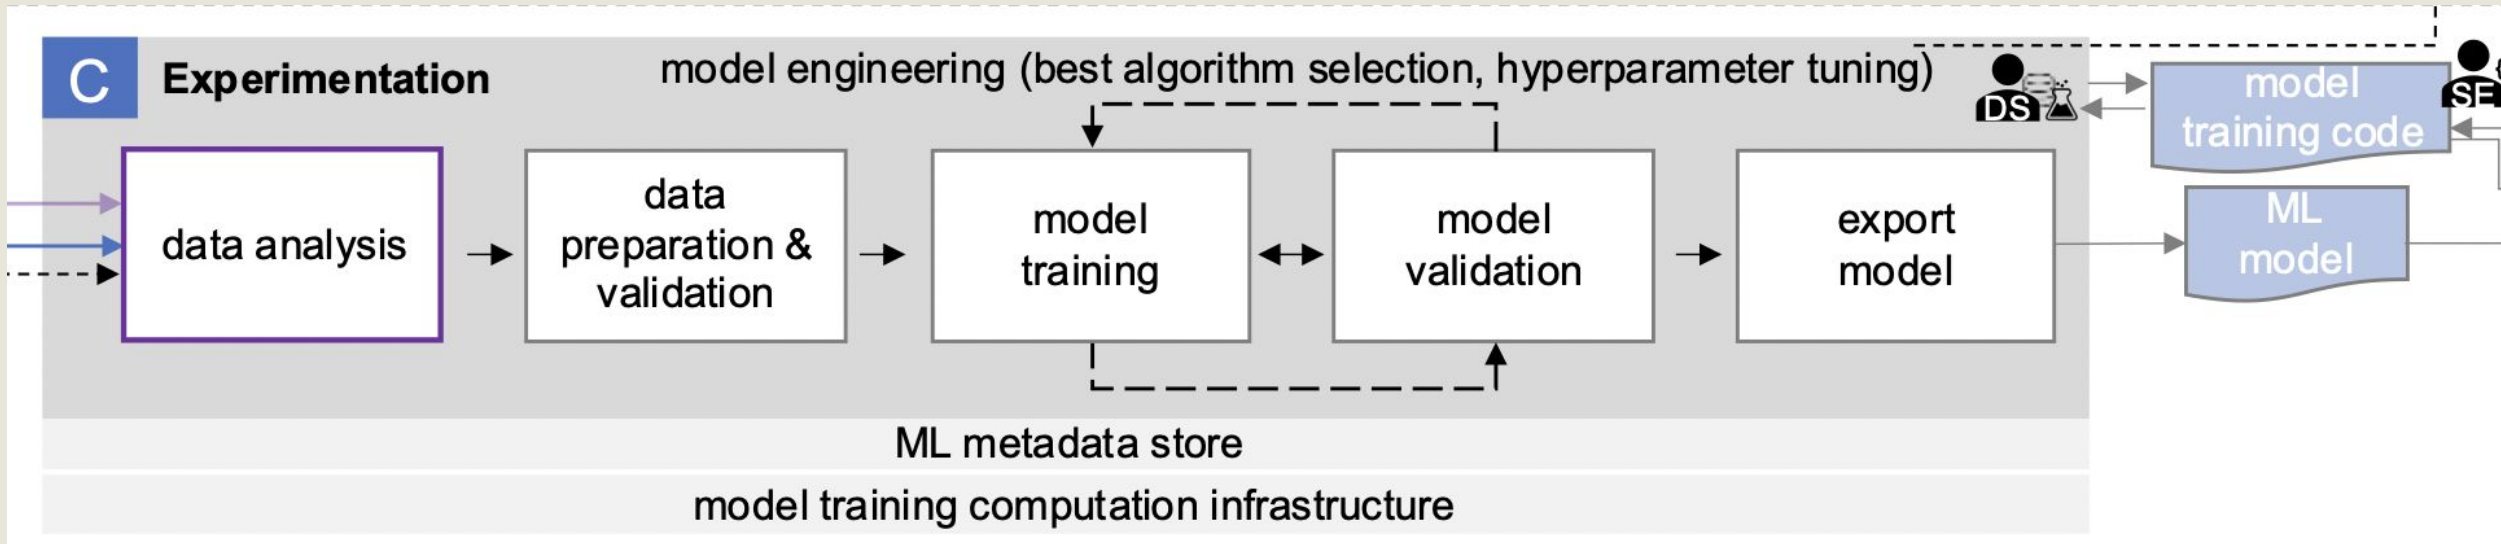 C
Experimentation
model engineering (best algorithm selection, hyperparameter tuning)
DS
model
training code
SE
data analysis
data
preparation &
validation
model
training
model
validation
export
model
ML
model
ML metadata store
model training computation infrastructure